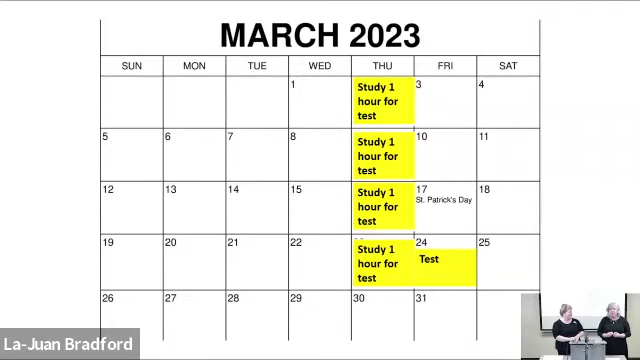 MARCH 2023
SUN MON TUE WED THU FRI SAT
1 Study 1 hour for test 3 4
5 6 7 8 Study 1 hour for test 10 11
12 13 14 15 Study 1 hour for test 17 St. Patrick's Day 18
19 20 21 22 Study 1 hour for test 24 Test 25
26 27 28 29 30 31
La-Juan Bradford